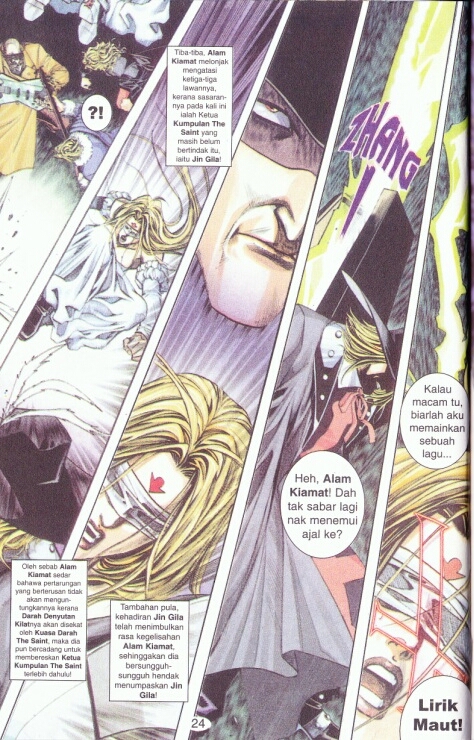 Tiba-tiba, Alam
Kiamat melonjak
mengatasi
ketiga-tiga
lawannya,
kerana sasaran-
nya pada kali ini
ialah Ketua
Kumpulan The
Saint yang
masih belum
bertindak itu,
iaitu Jin Gila!
?!
ZHANG
!
Kalau
macam tu,
biarlah aku
memainkan
sebuah
lagu...
Heh, Alam
Kiamat! Dah
tak sabar lagi
nak menemui
ajal ke?
Oleh sebab Alam
Kiamat sedar
bahawa pertarungan
yang berterusan tidak
akan mengun-
tungkannya kerana
Darah Denyutan
Kilatnya akan disekat
oleh Kuasa Darah
The Saint, maka dia
pun bercadang untuk
membereskan Ketua
Kumpulan The Saint
terlebih dahulu!
Tambahan pula,
kehadiran Jin Gila
telah menimbulkan
rasa kegelisahan
Alam Kiamat,
sehinggakan dia
bersungguh-
sungguh hendak
menumpaskan Jin
Gila!
Lirik
Maut!
24